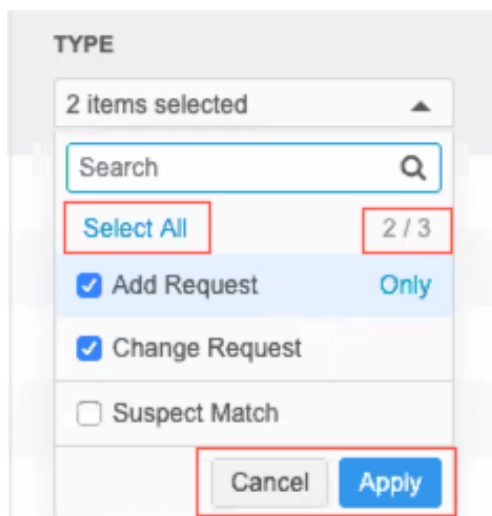 TYPE
2 items selected
Search
Select All 2 / 3
Add Request Only
Change Request
Suspect Match
Cancel Apply